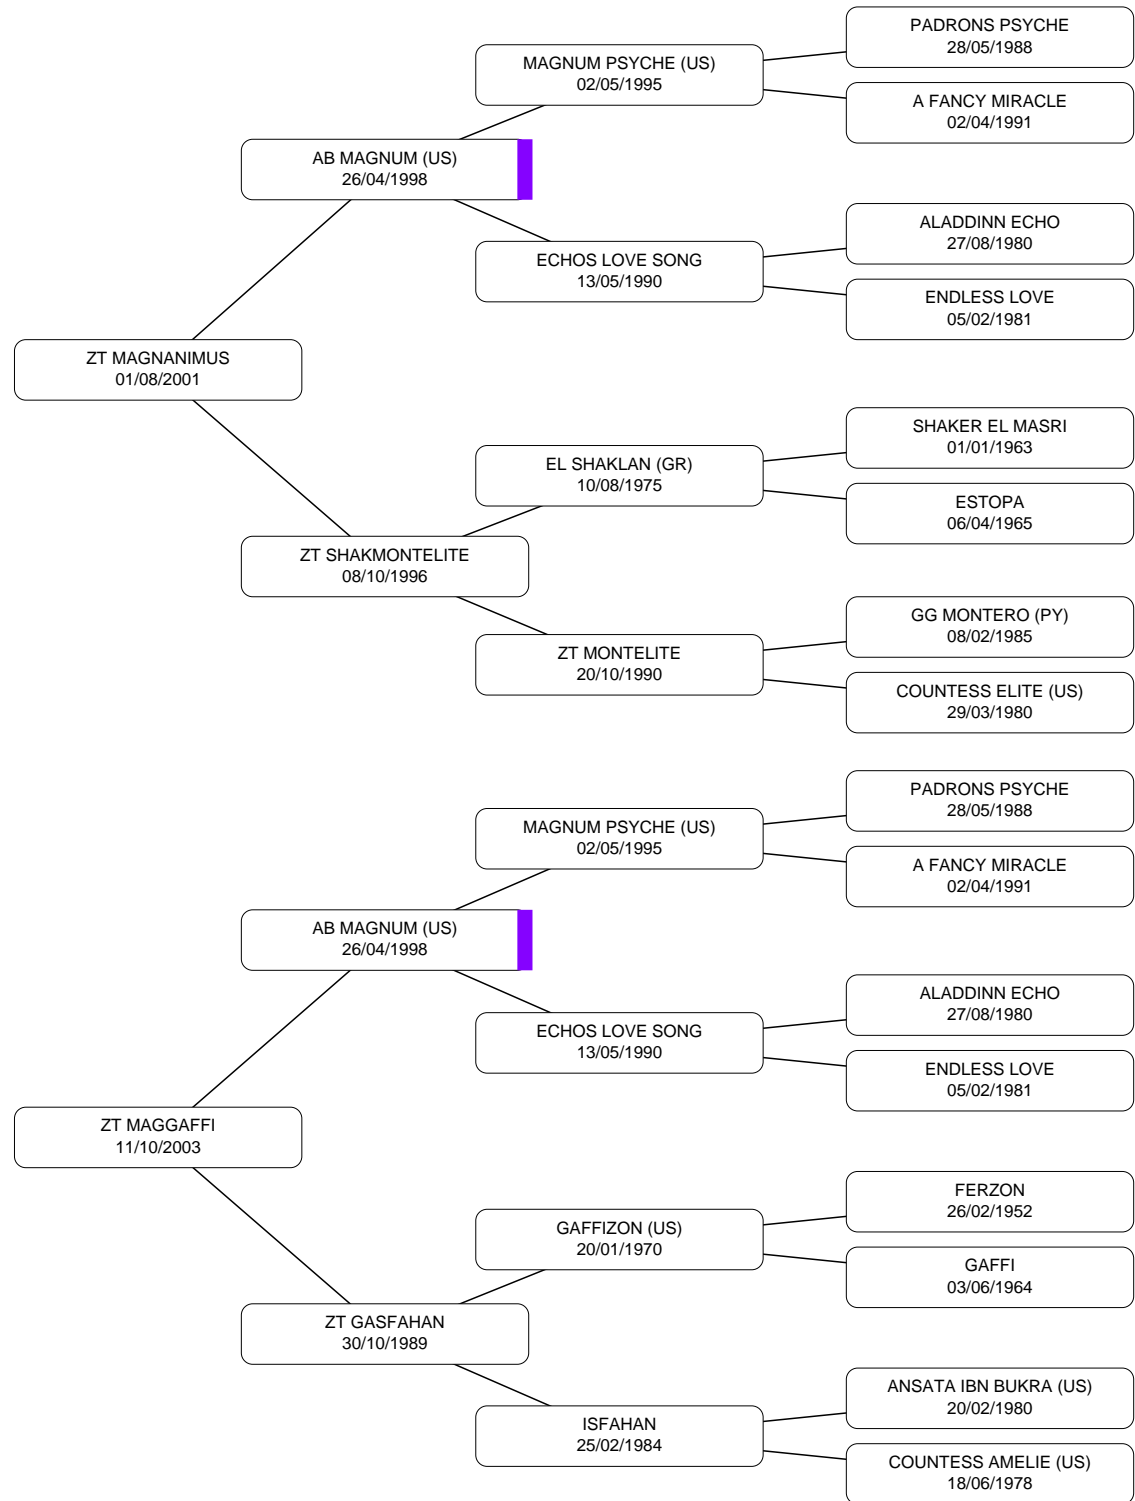 PADRONS PSYCHE
28/05/1988
MAGNUM PSYCHE (US)
02/05/1995
A FANCY MIRACLE
02/04/1991
AB MAGNUM (US)
26/04/1998
ALADDINN ECHO
27/08/1980
ECHOS LOVE SONG
13/05/1990
ENDLESS LOVE
05/02/1981
ZT MAGNANIMUS
01/08/2001
SHAKER EL MASRI
01/01/1963
EL SHAKLAN (GR)
10/08/1975
ESTOPA
06/04/1965
ZT SHAKMONTELITE
08/10/1996
GG MONTERO (PY)
08/02/1985
ZT MONTELITE
20/10/1990
COUNTESS ELITE (US)
29/03/1980
PADRONS PSYCHE
28/05/1988
MAGNUM PSYCHE (US)
02/05/1995
A FANCY MIRACLE
02/04/1991
AB MAGNUM (US)
26/04/1998
ALADDINN ECHO
27/08/1980
ECHOS LOVE SONG
13/05/1990
ENDLESS LOVE
05/02/1981
ZT MAGGAFFI
11/10/2003
FERZON
26/02/1952
GAFFIZON (US)
20/01/1970
GAFFI
03/06/1964
ZT GASFAHAN
30/10/1989
ANSATA IBN BUKRA (US)
20/02/1980
ISFAHAN
25/02/1984
COUNTESS AMELIE (US)
18/06/1978